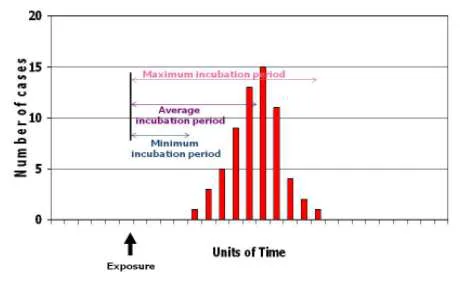 20
15
10
5
0
Number of cases
Maximum incubation period
Average
incubation period
Minimum
incubation period
Units of Time
Exposure